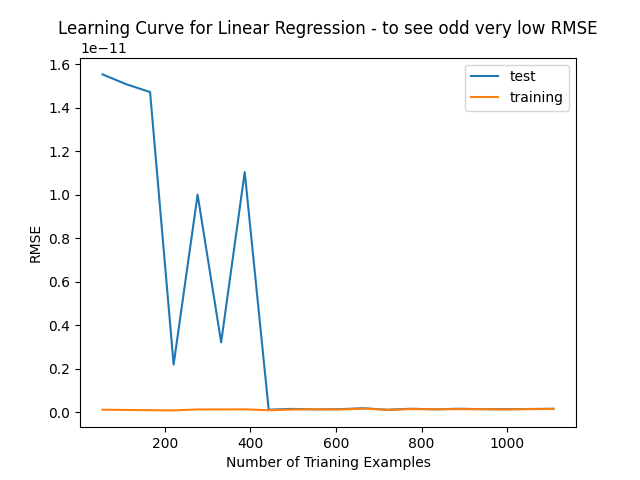 Learning Curve for Linear Regression - to see odd very low RMSE
1e−11
1.6
1.4
1.2
1.0
0.8
0.6
0.4
0.2
0.0
RMSE
test
training
200 400 600 800 1000
Number of Trianing Examples